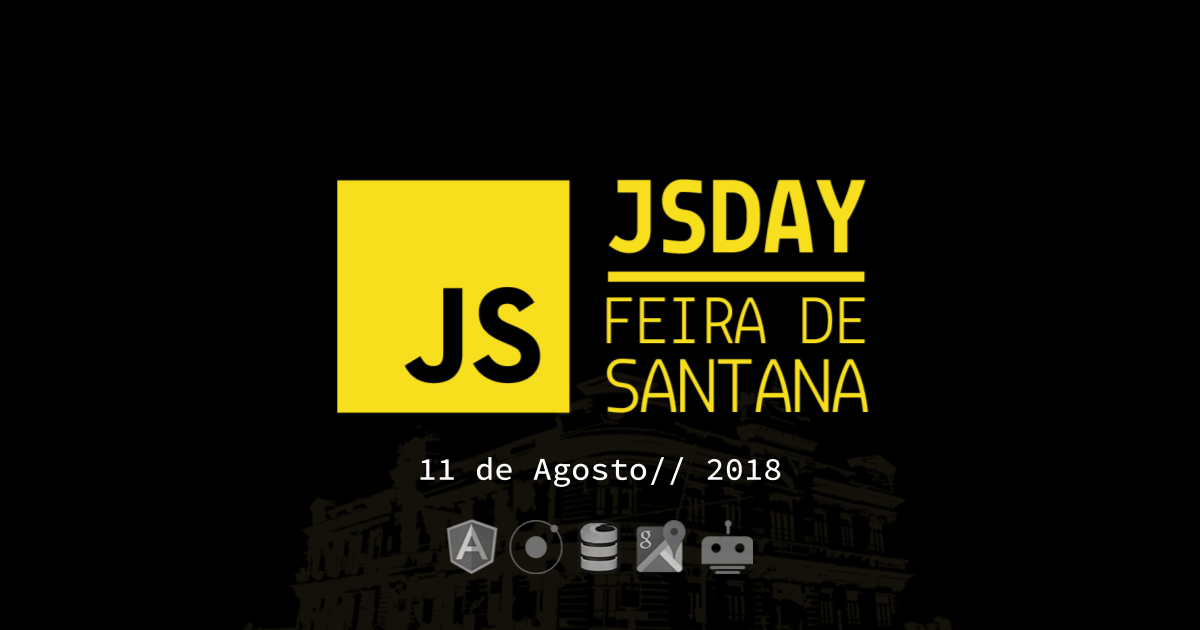 JS
JSDAY
FEIRA DE
SANTANA
11 de Agosto// 2018
A
g